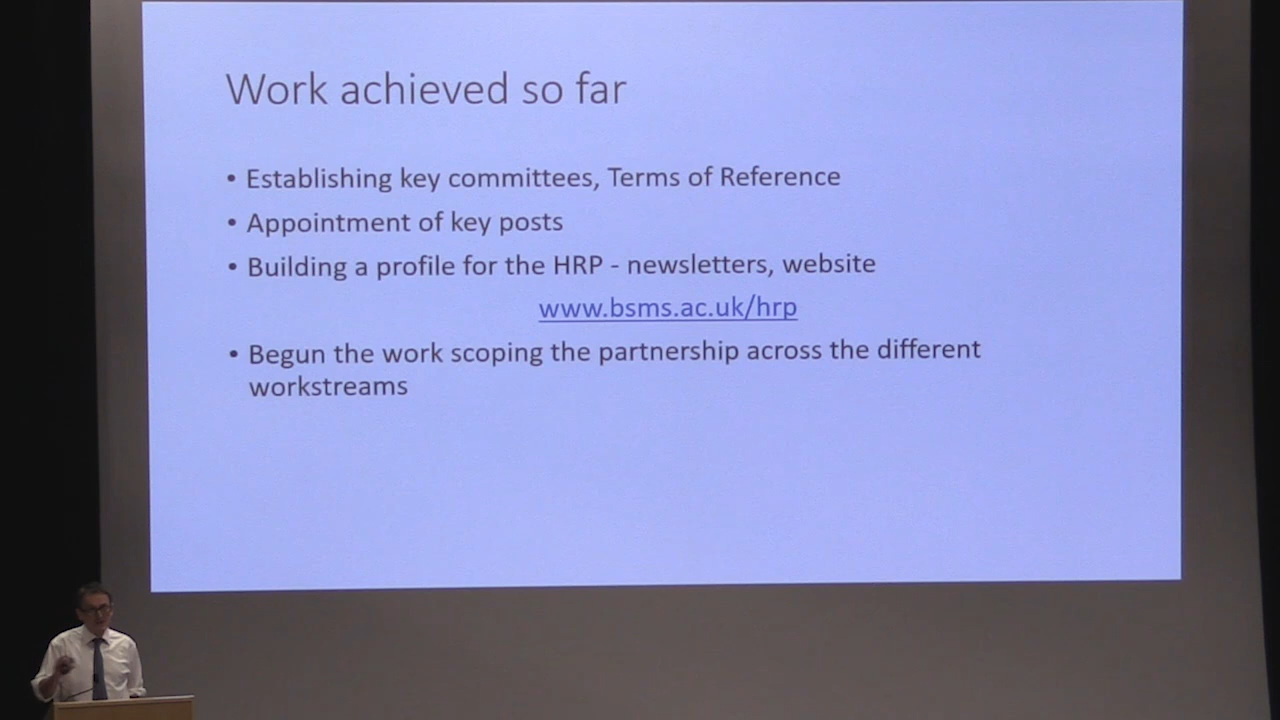 Work achieved so far
• Establishing key committees, Terms of Reference
• Appointment of key posts
• Building a profile for the HRP - newsletters, website
www.bsms.ac.uk/hrp
• Begun the work scoping the partnership across the different
workstreams